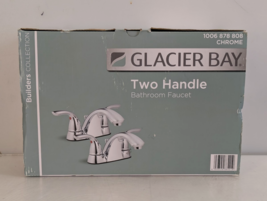 1006 878 808
CHROME
GLACIER BAY.
Two Handle
Bathroom Faucet
Builders COLLECTION